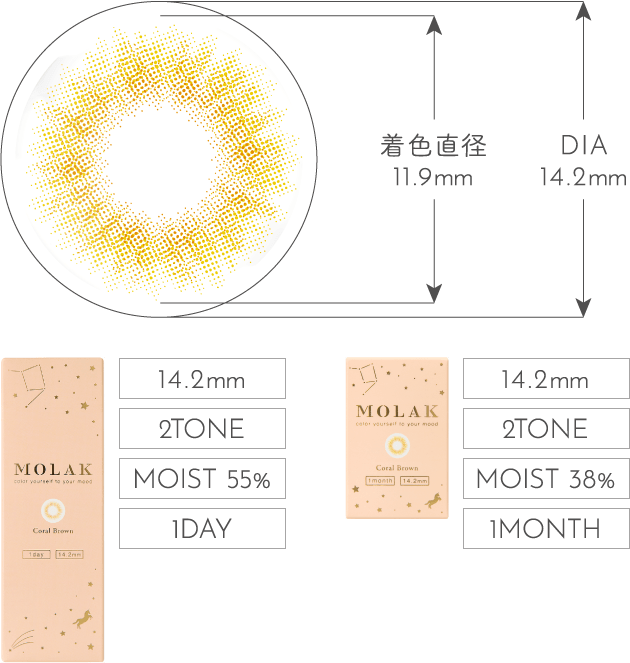 着色直径
11.9mm
DIA
14.2mm
MOLAK
color yourself to your mood
Coral Brown
1day
14.2mm
14.2mm
2TONE
MOIST 55%
1DAY
MOLAK
color yourself to your mood
Coral Brown
1month
14.2mm
14.2mm
2TONE
MOIST 38%
1MONTH